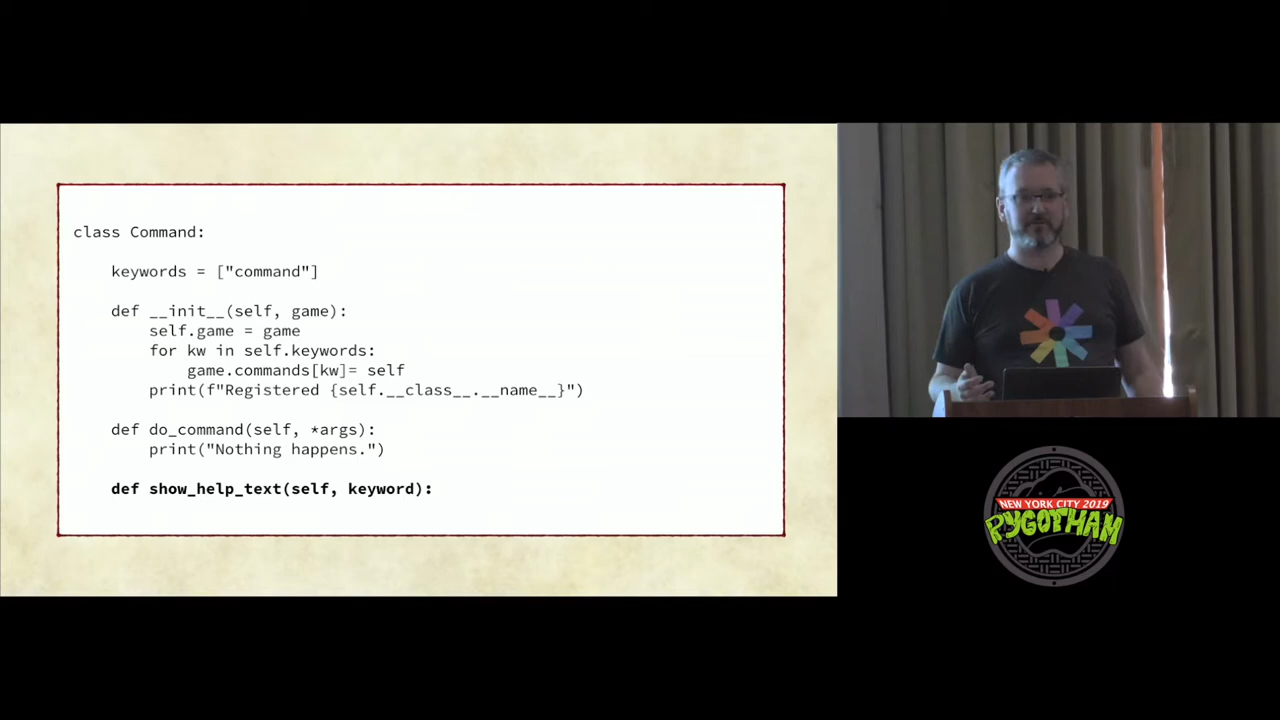 class Command:
keywords = ["command"]
def __init__(self, game):
self.game = game
for kw in self.keywords:
game.commands[kw]= self
print(f"Registered {self.__class__.__name__}")
def do_command(self, *args):
print("Nothing happens.")
def show_help_text(self, keyword):
NEW YORK CITY 2019
PYGOTHAM